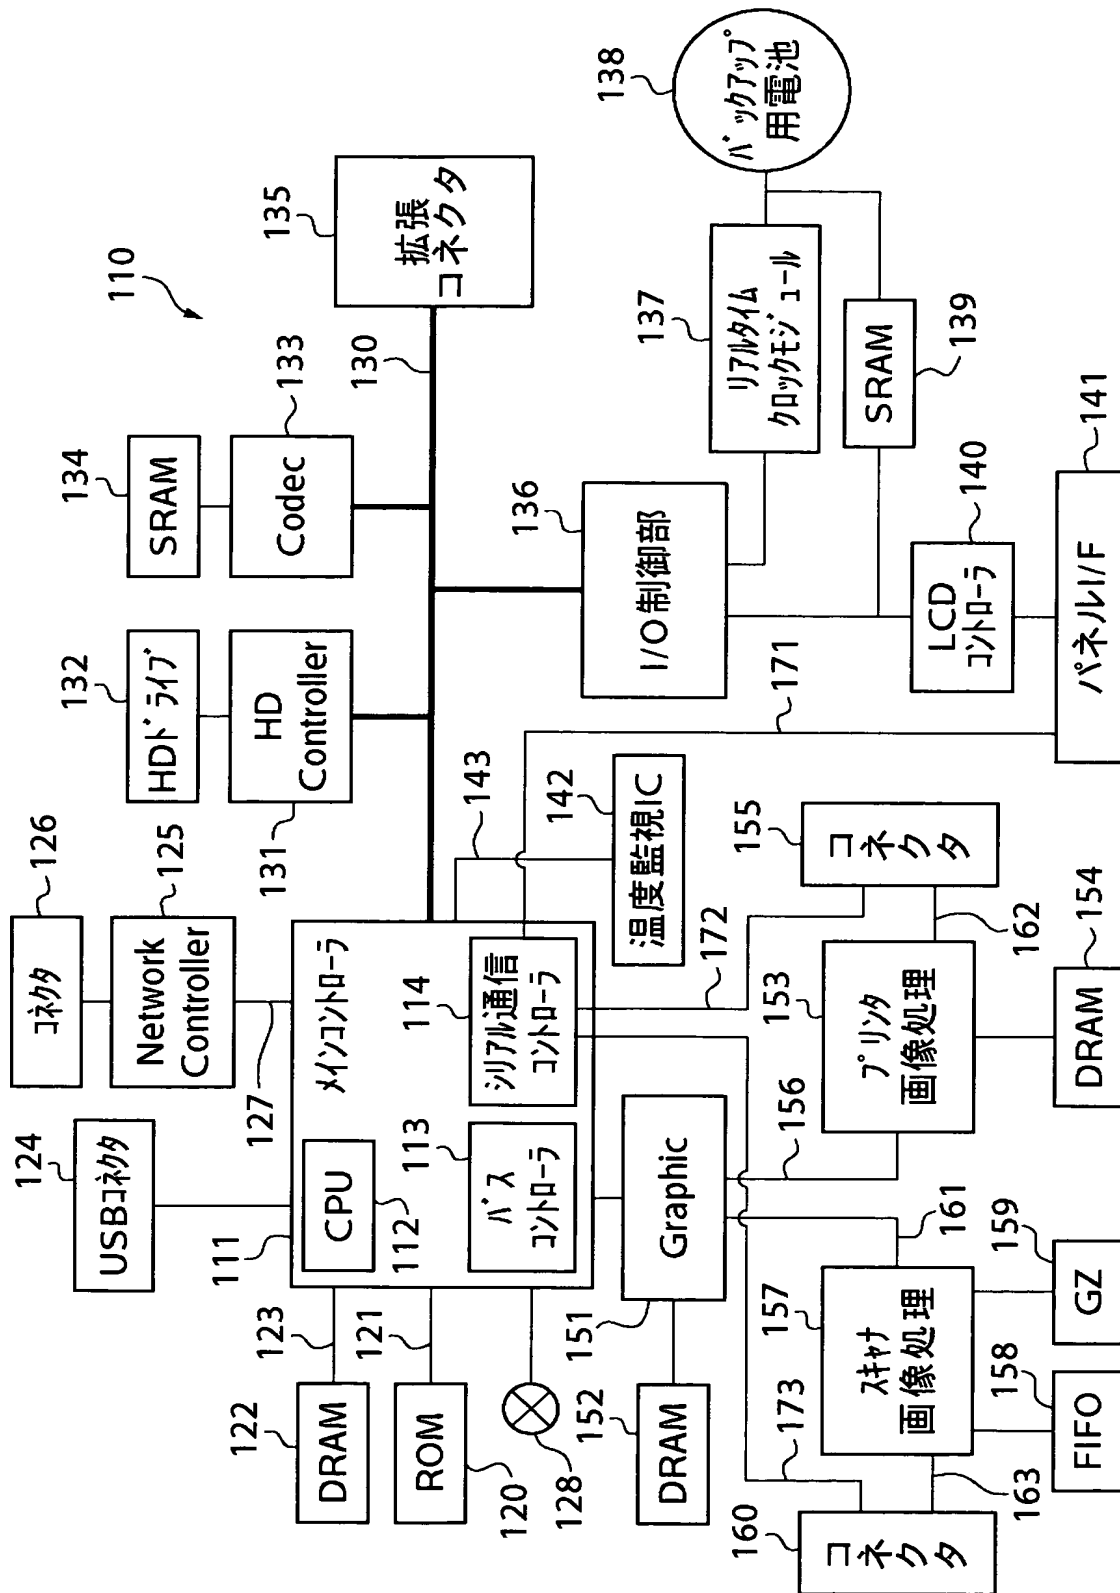 110
126
コネクタ
125
Network
Controller
127
124
USBコネクタ
132
HDドライブ
HD
Controller
131
134
SRAM
133
Codec
130
135
拡張
コネクタ
111
メインコントローラ
CPU
112
113
バス
コントローラ
114
シリアル通信
コントローラ
143
142
温度監視IC
136
I/O制御部
137
リアルタイム
クロックモジュール
138
バックアップ
用電池
139
SRAM
140
LCD
コントローラ
141
パネルI/F
171
122
DRAM
123
ROM
121
120
128
152
DRAM
151
Graphic
172
156
161
153
プリンタ
画像処理
162
155
コネクタ
154
DRAM
157
スキャナ
画像処理
159
GZ
158
FIFO
173
163
160
コネクタ